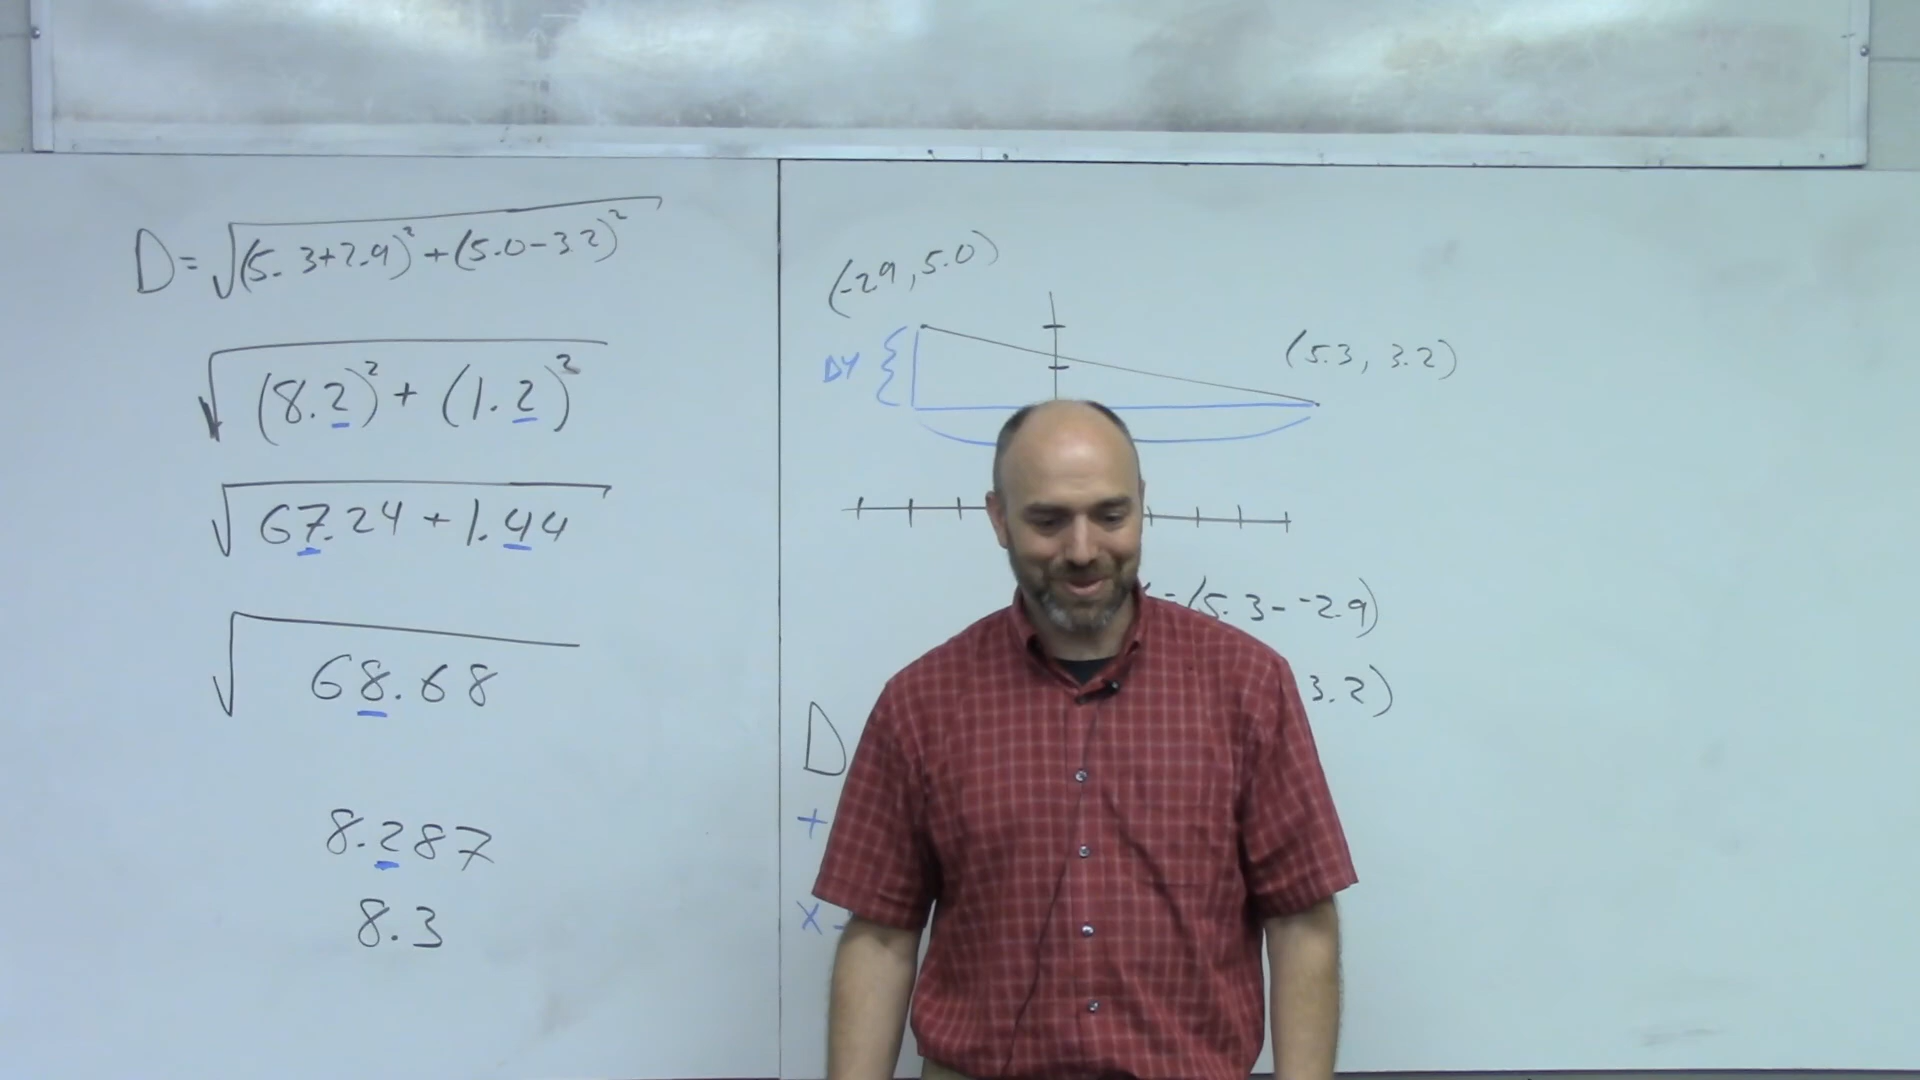 D = √(5.3+2.9)² + (5.0-3.2)²
√(8.2)² + (1.2)²
√67.24 + 1.44
√68.68
8.287
8.3
(-2.9, 5.0)
(5.3, 3.2)
ΔY
=(5.3- -2.9)
3.2)
D
+
X -